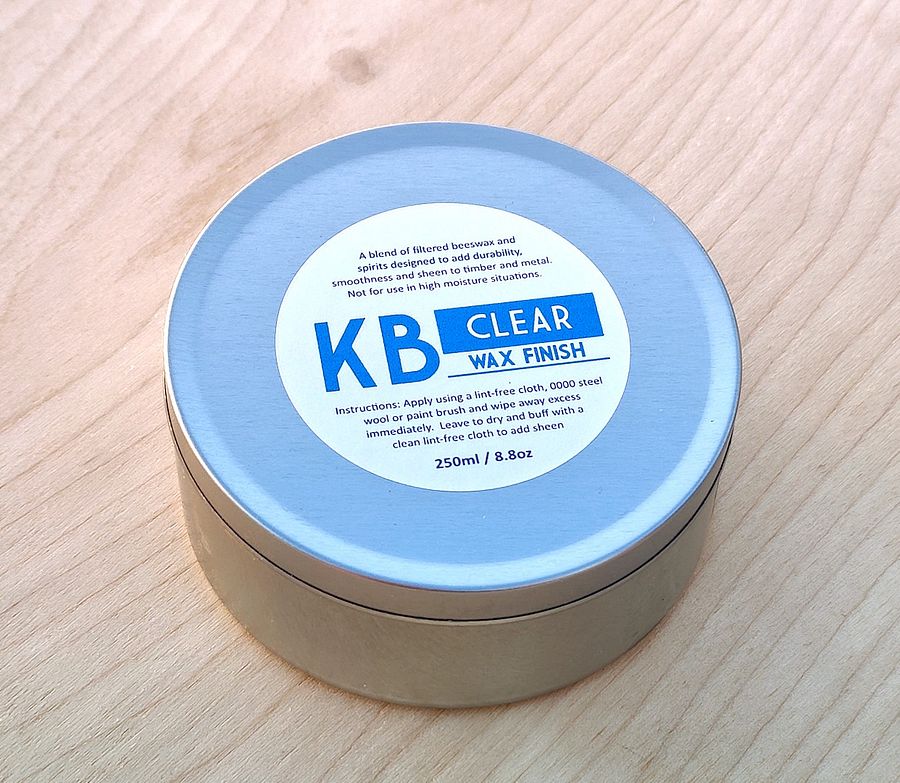 A blend of filtered beeswax and
spirits designed to add durability,
smoothness and sheen to timber and metal.
Not for use in high moisture situations.
KB CLEAR
WAX FINISH
Instructions: Apply using a lint-free cloth, 0000 steel
wool or paint brush and wipe away excess
immediately. Leave to dry and buff with a
clean lint-free cloth to add sheen
250ml / 8.8oz